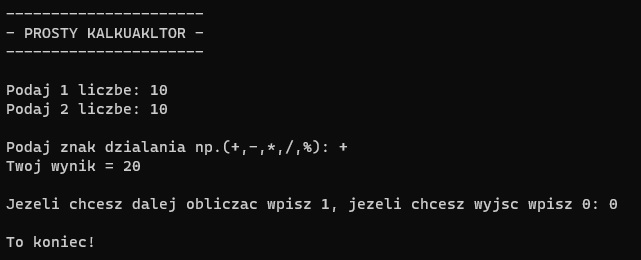 ----------------------
- PROSTY KALKUAKLTOR -
----------------------
Podaj 1 liczbe: 10
Podaj 2 liczbe: 10
Podaj znak dzialania np.(+,-,*,/,%): +
Twoj wynik = 20
Jezeli chcesz dalej obliczac wpisz 1, jezeli chcesz wyjsc wpisz 0: 0
To koniec!